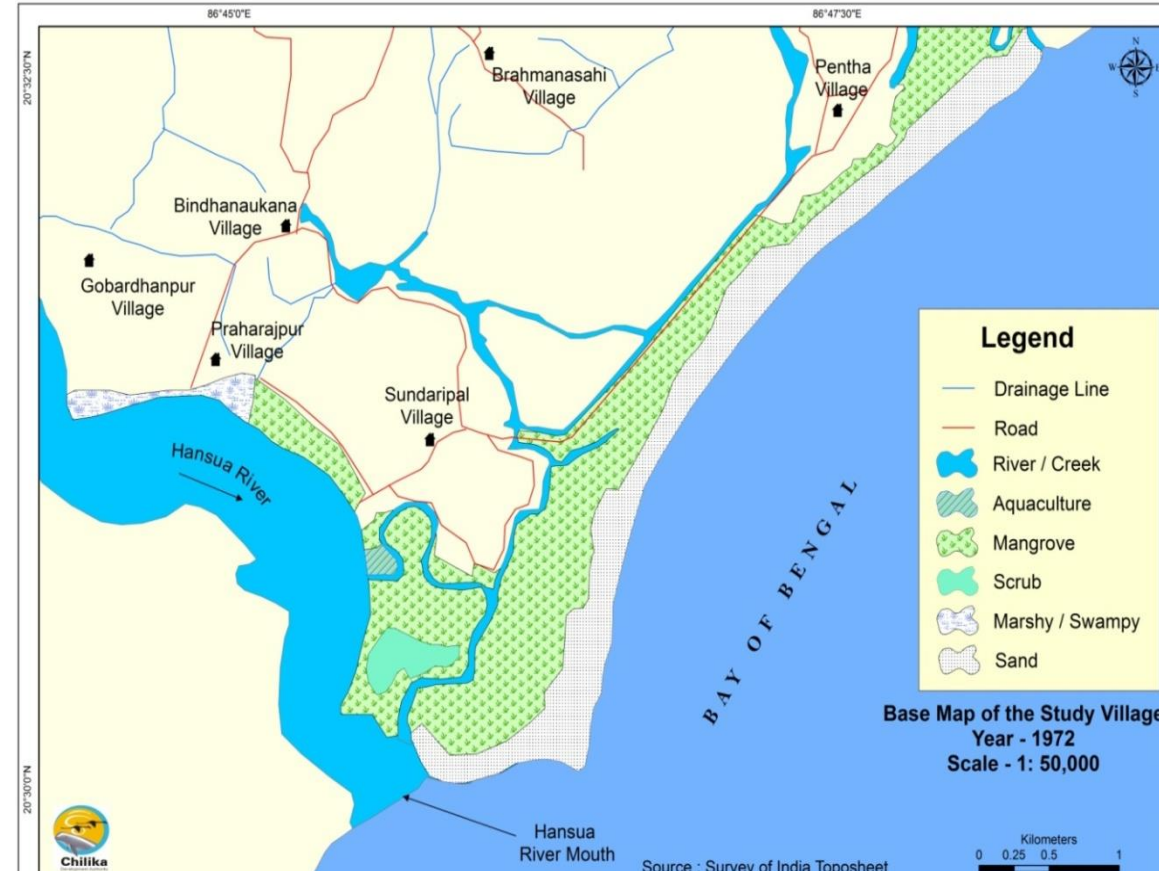 86°45'0"E
86°47'30"E
20°32'30"N
20°30'0"N
N
W
S
Brahmanasahi
Village
Pentha
Village
Bindhanaukana
Village
Gobardhanpur
Village
Praharajpur
Village
Sundaripal
Village
Hansua River
BAY OF BENGAL
Hansua
River Mouth
Legend
Drainage Line
Road
River / Creek
Aquaculture
Mangrove
Scrub
Marshy / Swampy
Sand
Base Map of the Study Village
Year - 1972
Scale - 1: 50,000
Kilometers
0 0.25 0.5 1
Source : Survey of India Toposheet
Chilika